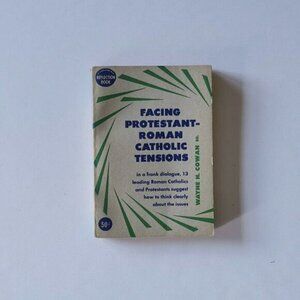 REFLECTION
BOOK
FACING
PROTESTANT-
ROMAN
CATHOLIC
TENSIONS
in a frank dialogue, 13
leading Roman Catholics
and Protestants suggest
how to think clearly
about the issues
WAYNE H. COWAN ED.
50¢